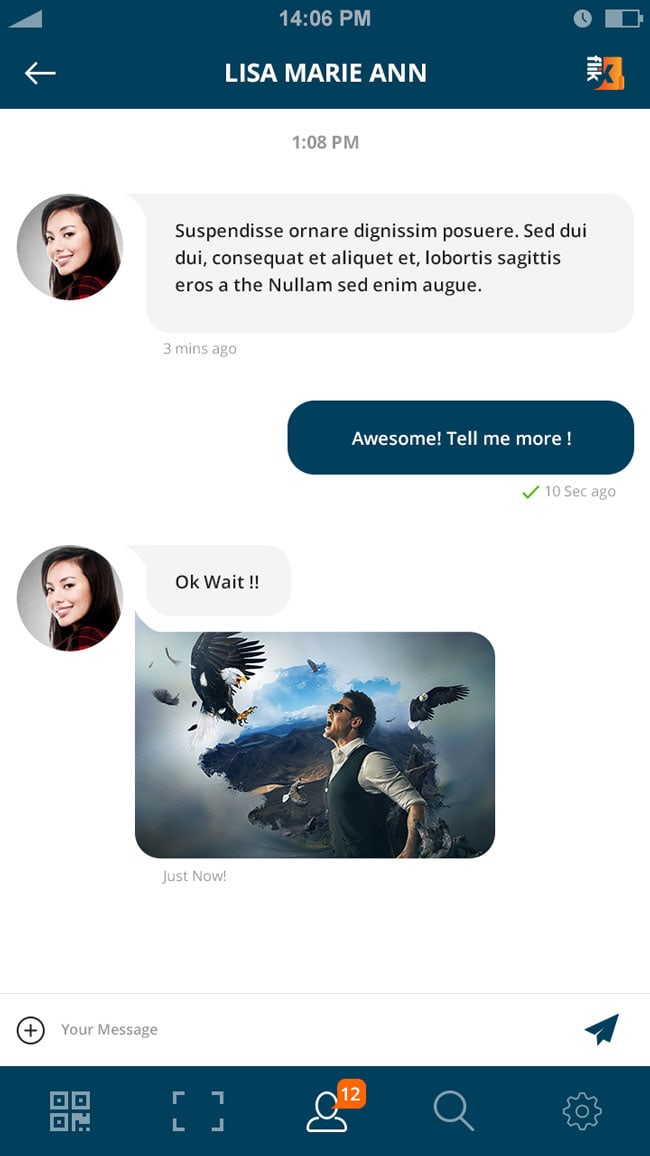 14:06 PM
LISA MARIE ANN
flik
K
1:08 PM
Suspendisse ornare dignissim posuere. Sed dui
dui, consequat et aliquet et, lobortis sagittis
eros a the Nullam sed enim augue.
3 mins ago
Awesome! Tell me more !
10 Sec ago
Ok Wait !!
Just Now!
Your Message
12